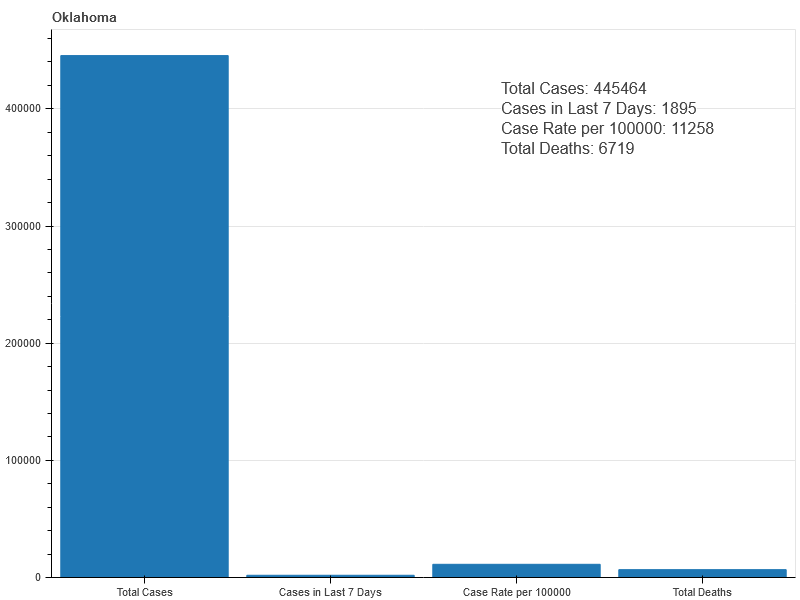 Oklahoma
400000
300000
200000
100000
0
Total Cases: 445464
Cases in Last 7 Days: 1895
Case Rate per 100000: 11258
Total Deaths: 6719
Total Cases
Cases in Last 7 Days
Case Rate per 100000
Total Deaths